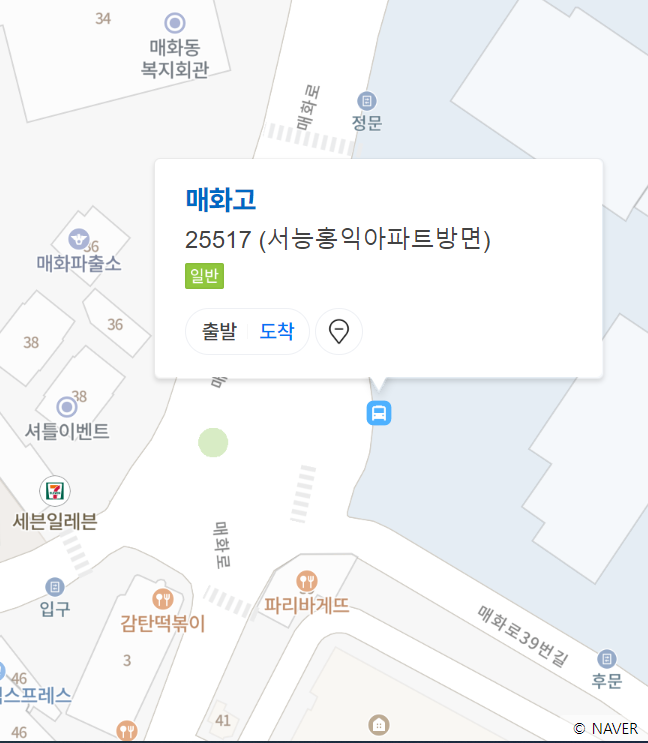 34
매화동
복지회관
매화로
정문
매화고
25517 (서능홍익아파트방면)
일반
출발 도착
36
매화파출소
36
38
38
셔틀이벤트
세븐일레븐
매화로
입구
감탄떡볶이
파리바게뜨
매화로39번길
3
후문
46
스프레스
41
46
© NAVER